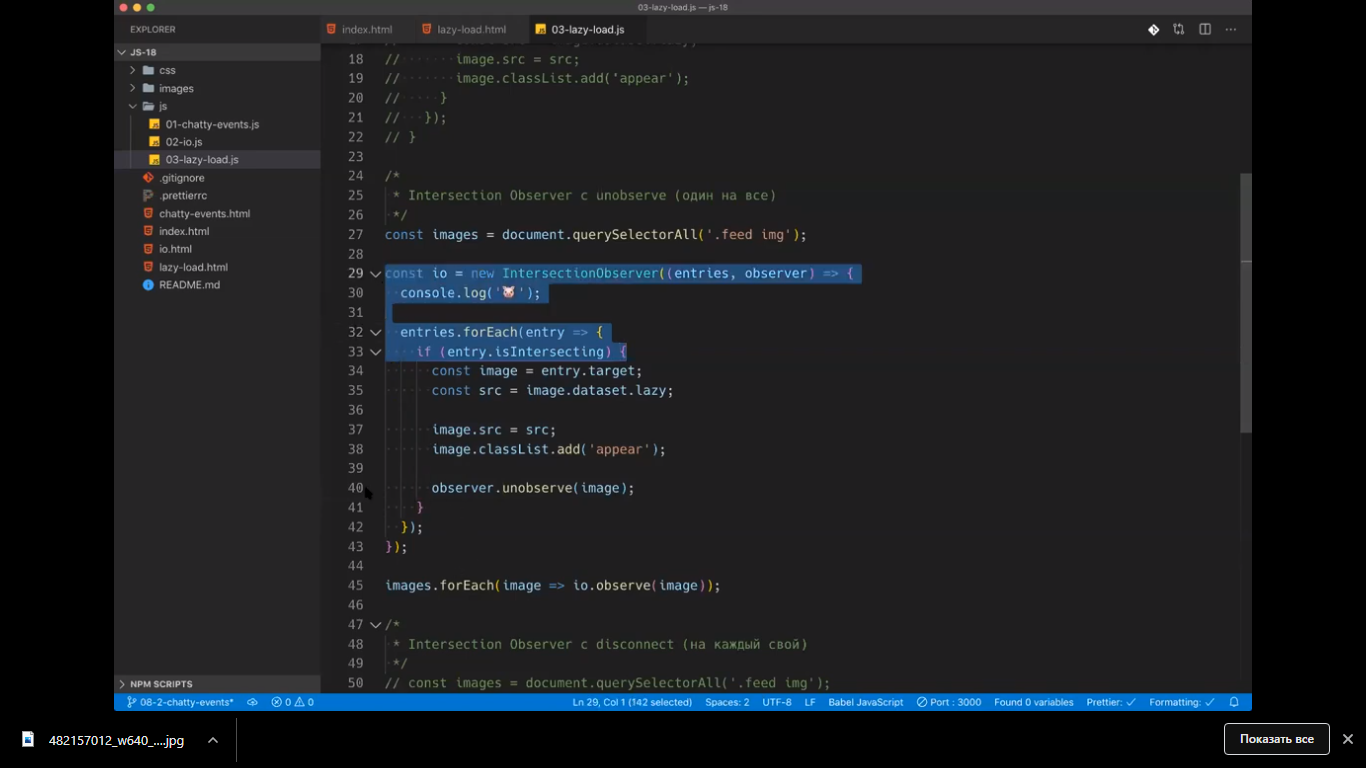 03-lazy-load.js — js-18
EXPLORER
index.html
lazy-load.html
03-lazy-load.js
JS-18
css
images
js
01-chatty-events.js
02-io.js
03-lazy-load.js
.gitignore
.prettierrc
chatty-events.html
index.html
io.html
lazy-load.html
README.md
NPM SCRIPTS
18 // image.src = src;
19 // image.classList.add('appear');
20 // }
21 // });
22 // }
23
24 /*
25 * Intersection Observer с unobserve (один на все)
26 */
27 const images = document.querySelectorAll('.feed img');
28
29 const io = new IntersectionObserver((entries, observer) => {
30 console.log('🐷');
31
32 entries.forEach(entry => {
33 if (entry.isIntersecting) {
34 const image = entry.target;
35 const src = image.dataset.lazy;
36
37 image.src = src;
38 image.classList.add('appear');
39
40 observer.unobserve(image);
41 }
42 });
43 });
44
45 images.forEach(image => io.observe(image));
46
47 /*
48 * Intersection Observer с disconnect (на каждый свой)
49 */
50 // const images = document.querySelectorAll('.feed img');
08-2-chatty-events* 0 0 Ln 29, Col 1 (142 selected) Spaces: 2 UTF-8 LF Babel JavaScript Port : 3000 Found 0 variables Prettier: ✓ Formatting: ✓
482157012_w640_....jpg
Показать все